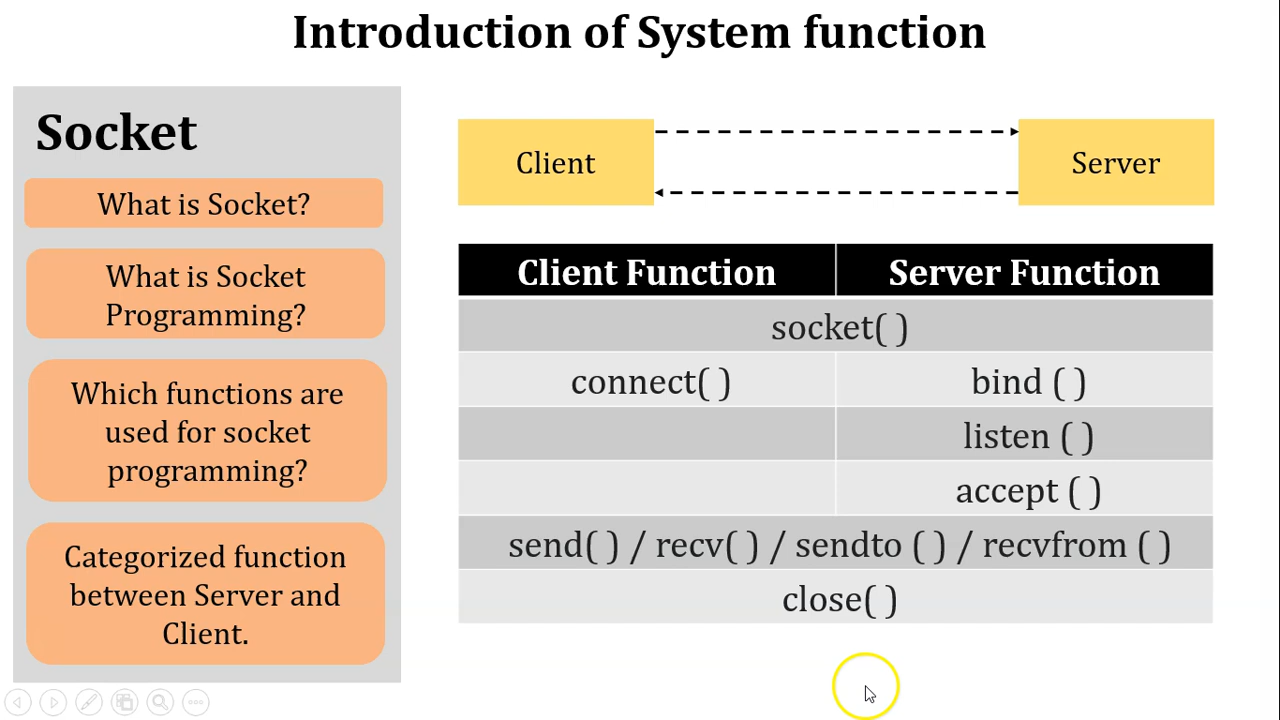 Introduction of System function
Socket
What is Socket?
What is Socket
Programming?
Which functions are
used for socket
programming?
Categorized function
between Server and
Client.
Client
Server
Client Function
Server Function
socket( )
connect( )
bind ( )
listen ( )
accept ( )
send( ) / recv( ) / sendto ( ) / recvfrom ( )
close( )